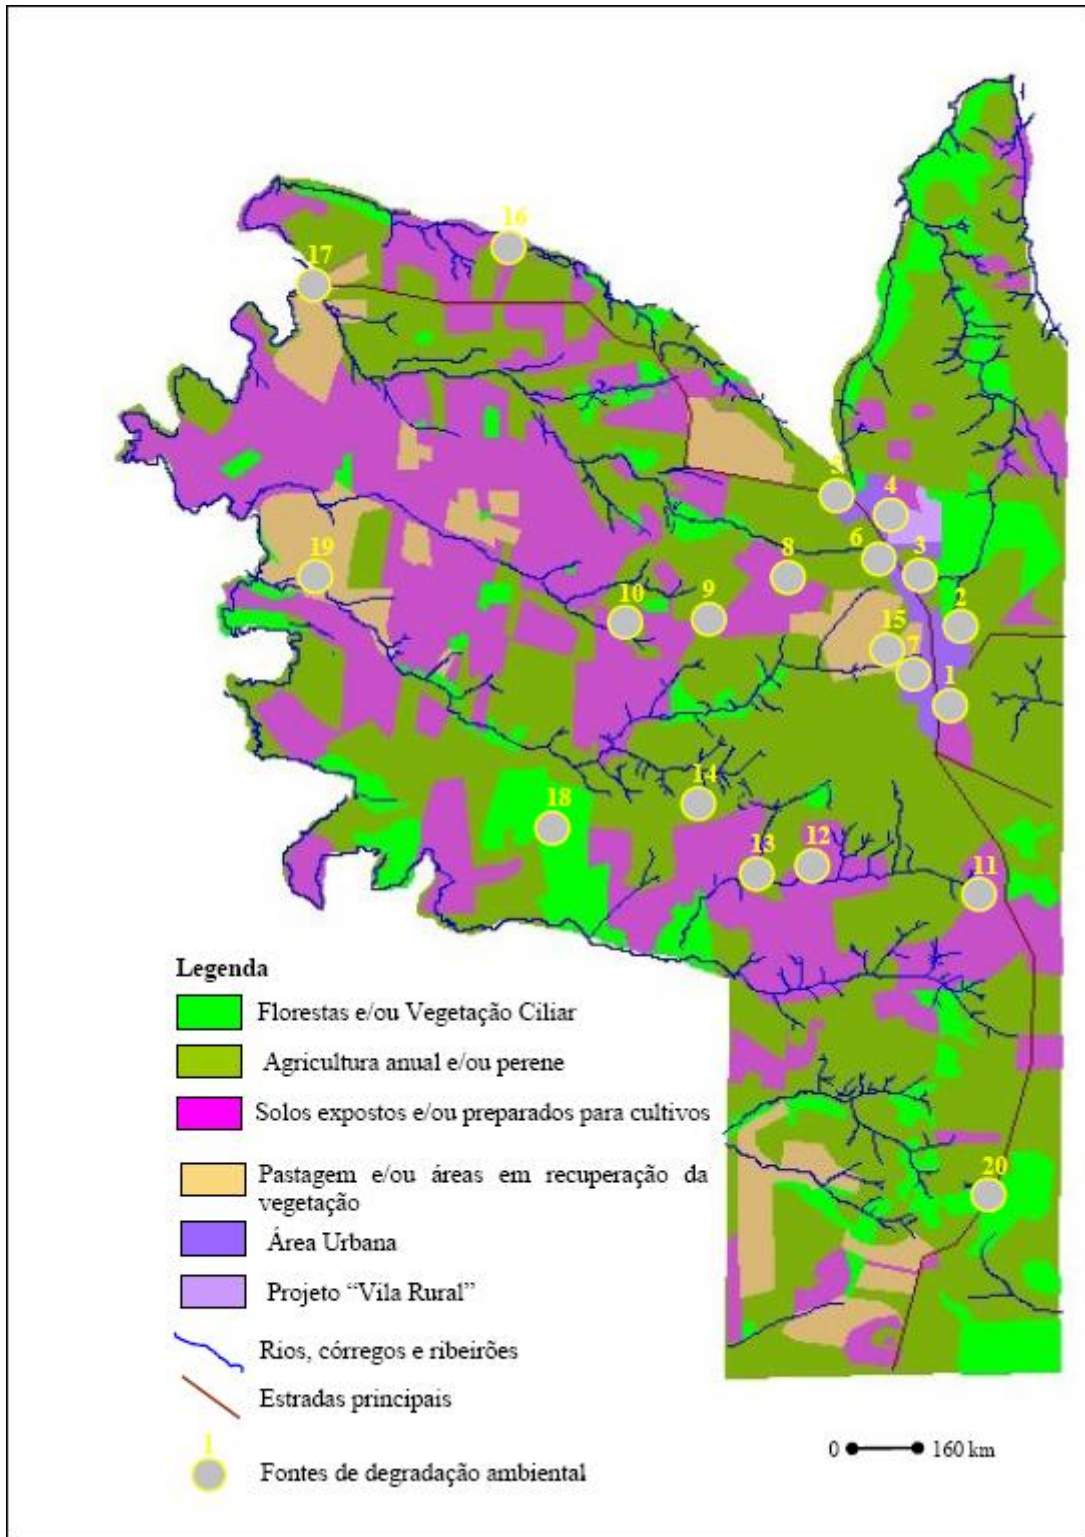 16
17
5
4
6
3
8
19
2
10
9
15
7
1
14
18
13
12
11
Legenda
Florestas e/ou Vegetação Ciliar
Agricultura anual e/ou perene
Solos expostos e/ou preparados para cultivos
Pastagem e/ou áreas em recuperação da
vegetação
20
Área Urbana
Projeto “Vila Rural”
Rios, córregos e ribeirões
Estradas principais
1
Fontes de degradação ambiental
0 160 km